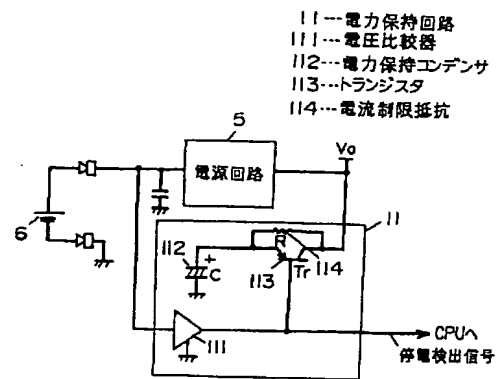 11---電力保持回路
111---電圧比較器
112---電力保持コンデンサ
113---トランジスタ
114---電流制限抵抗
5
Va
電源回路
6
11
112
+
C
R
113
Tr
114
111
CPUへ
停電検出信号